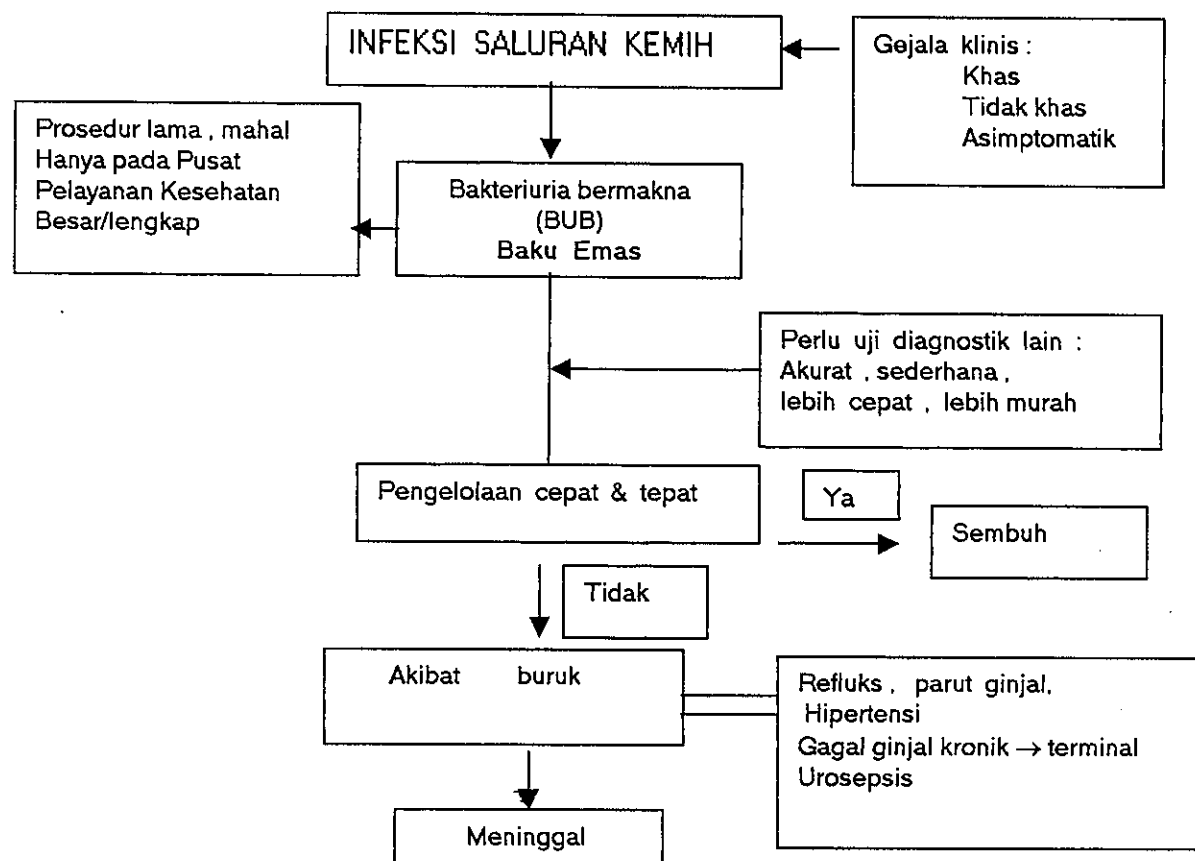 INFEKSI SALURAN KEMIH
Gejala klinis :
Khas
Tidak khas
Asimptomatik
Prosedur lama , mahal
Hanya pada Pusat
Pelayanan Kesehatan
Besar/lengkap
Bakteriuria bermakna
(BUB)
Baku Emas
Perlu uji diagnostik lain :
Akurat , sederhana ,
lebih cepat , lebih murah
Pengelolaan cepat & tepat
Ya
Sembuh
Tidak
Akibat buruk
Refluks , parut ginjal,
Hipertensi
Gagal ginjal kronik → terminal
Urosepsis
Meninggal